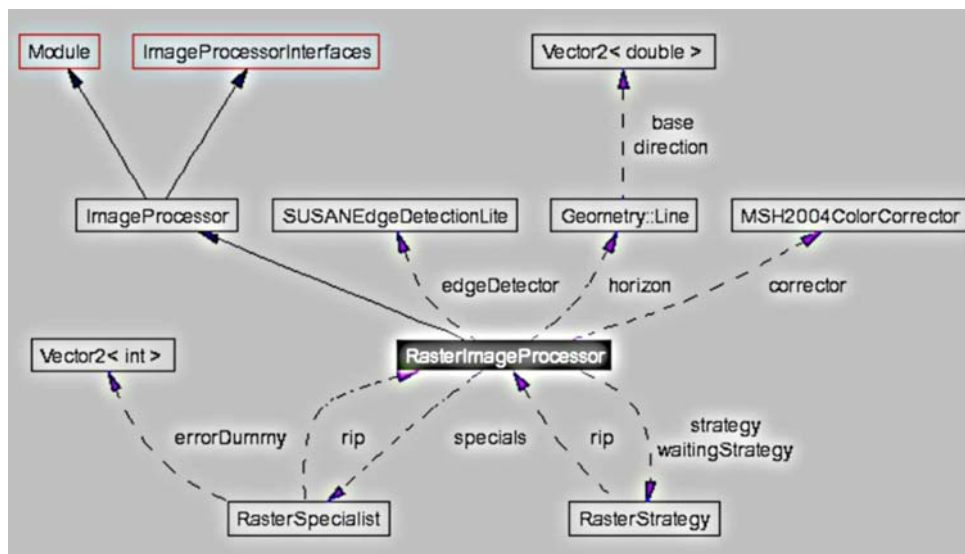 Module
ImageProcessorInterfaces
Vector2< double >
base
direction
ImageProcessor
SUSANEdgeDetectionLite
Geometry::Line
MSH2004ColorCorrector
edgeDetector
horizon
corrector
Vector2< int >
RasterImageProcessor
errorDummy
rip
specials
rip
strategy
waitingStrategy
RasterSpecialist
RasterStrategy